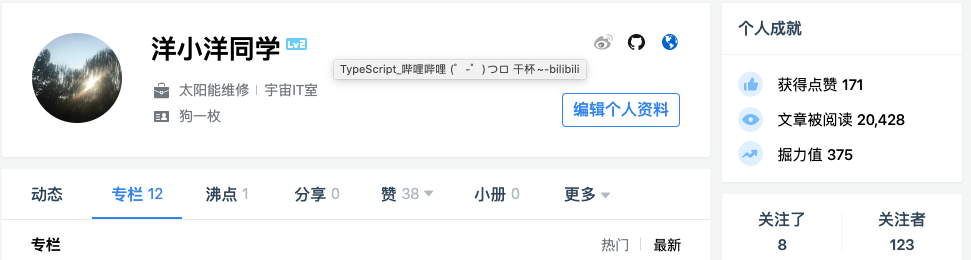 洋小洋同学 Lv2
TypeScript_哔哩哔哩 (゜-゜)つロ 干杯~-bilibili
太阳能维修 | 宇宙IT室
狗一枚
编辑个人资料
动态 专栏 12 沸点 1 分享 0 赞 38 小册 0 更多
专栏 热门 | 最新
个人成就
获得点赞 171
文章被阅读 20,428
掘力值 375
关注了 关注者
8 123